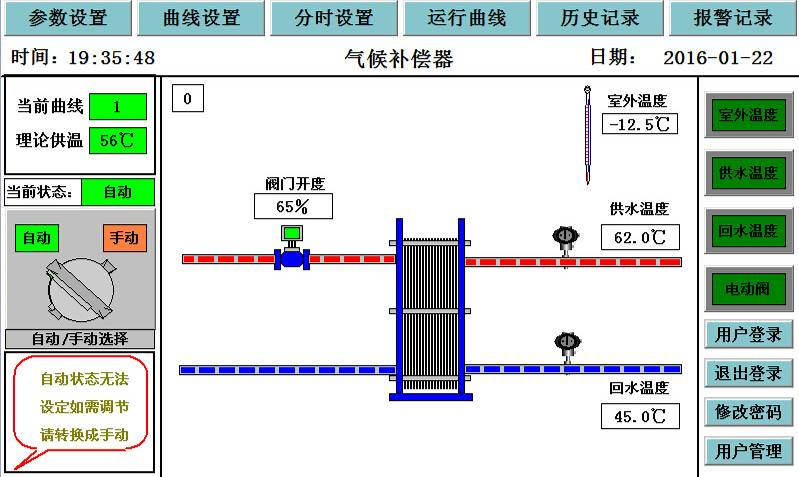 参数设置 曲线设置 分时设置 运行曲线 历史记录 报警记录
时间：19:35:48 气候补偿器 日期： 2016-01-22
当前曲线 1
理论供温 56℃
当前状态： 自动
自动 手动
自动/手动选择
自动状态无法
设定如需调节
请转换成手动
0
阀门开度
65%
室外温度
-12.5℃
供水温度
62.0℃
回水温度
45.0℃
室外温度
供水温度
回水温度
电动阀
用户登录
退出登录
修改密码
用户管理